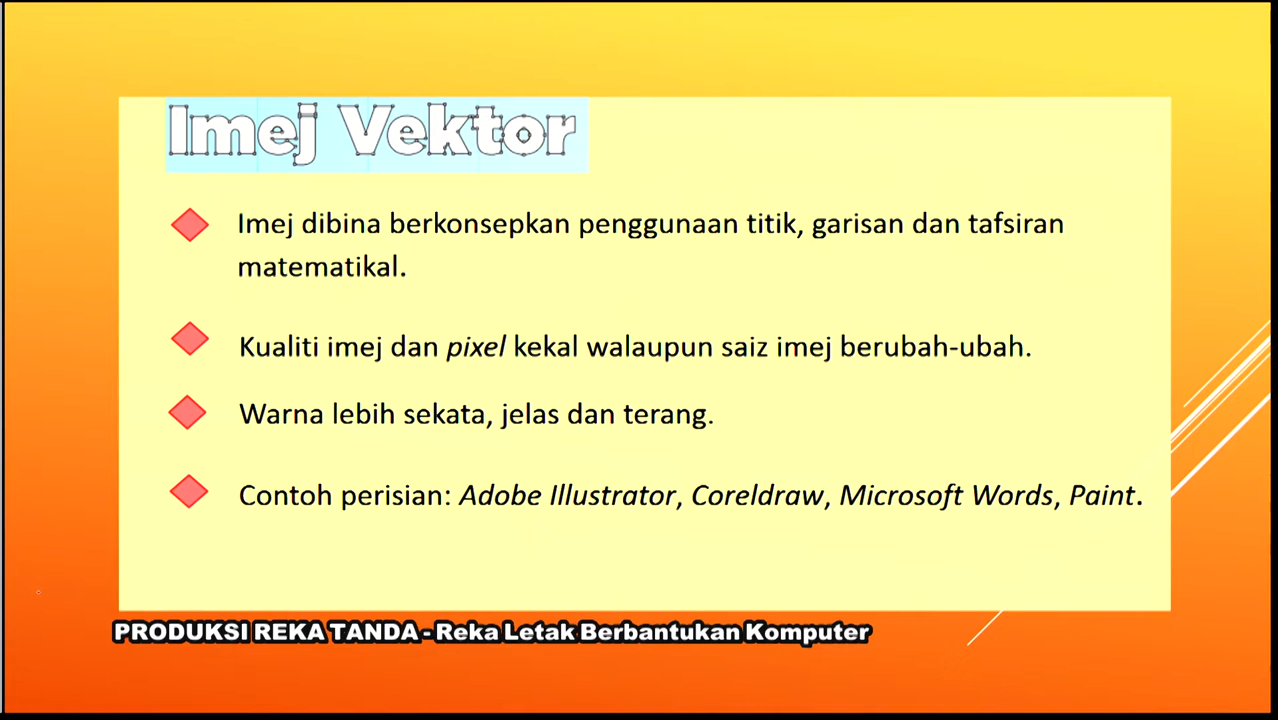 Imej Vektor
Imej dibina berkonsepkan penggunaan titik, garisan dan tafsiran
matematikal.
Kualiti imej dan pixel kekal walaupun saiz imej berubah-ubah.
Warna lebih sekata, jelas dan terang.
Contoh perisian: Adobe Illustrator, Coreldraw, Microsoft Words, Paint.
PRODUKSI REKA TANDA - Reka Letak Berbantukan Komputer